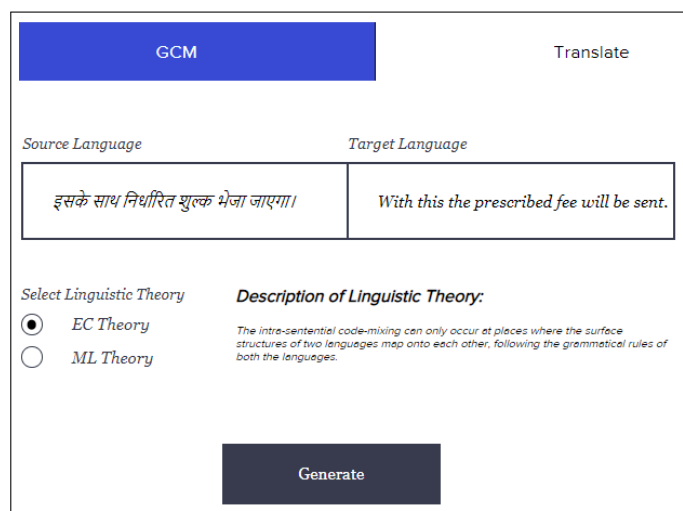 GCM
Translate
Source Language
Target Language
इसके साथ निर्धारित शुल्क भेजा जाएगा।
With this the prescribed fee will be sent.
Select Linguistic Theory
EC Theory
ML Theory
Description of Linguistic Theory:
The intra-sentential code-mixing can only occur at places where the surface
structures of two languages map onto each other, following the grammatical rules of
both the languages.
Generate